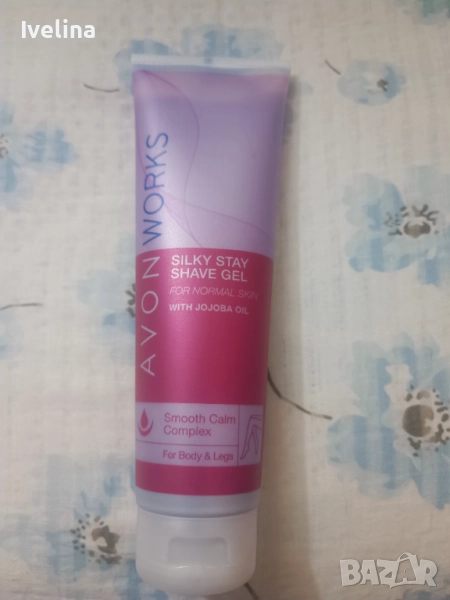 Ivelina
AVON WORKS
SILKY STAY
SHAVE GEL
FOR NORMAL SKIN
WITH JOJOBA OIL
Smooth Calm
Complex
For Body & Legs
BAZAR